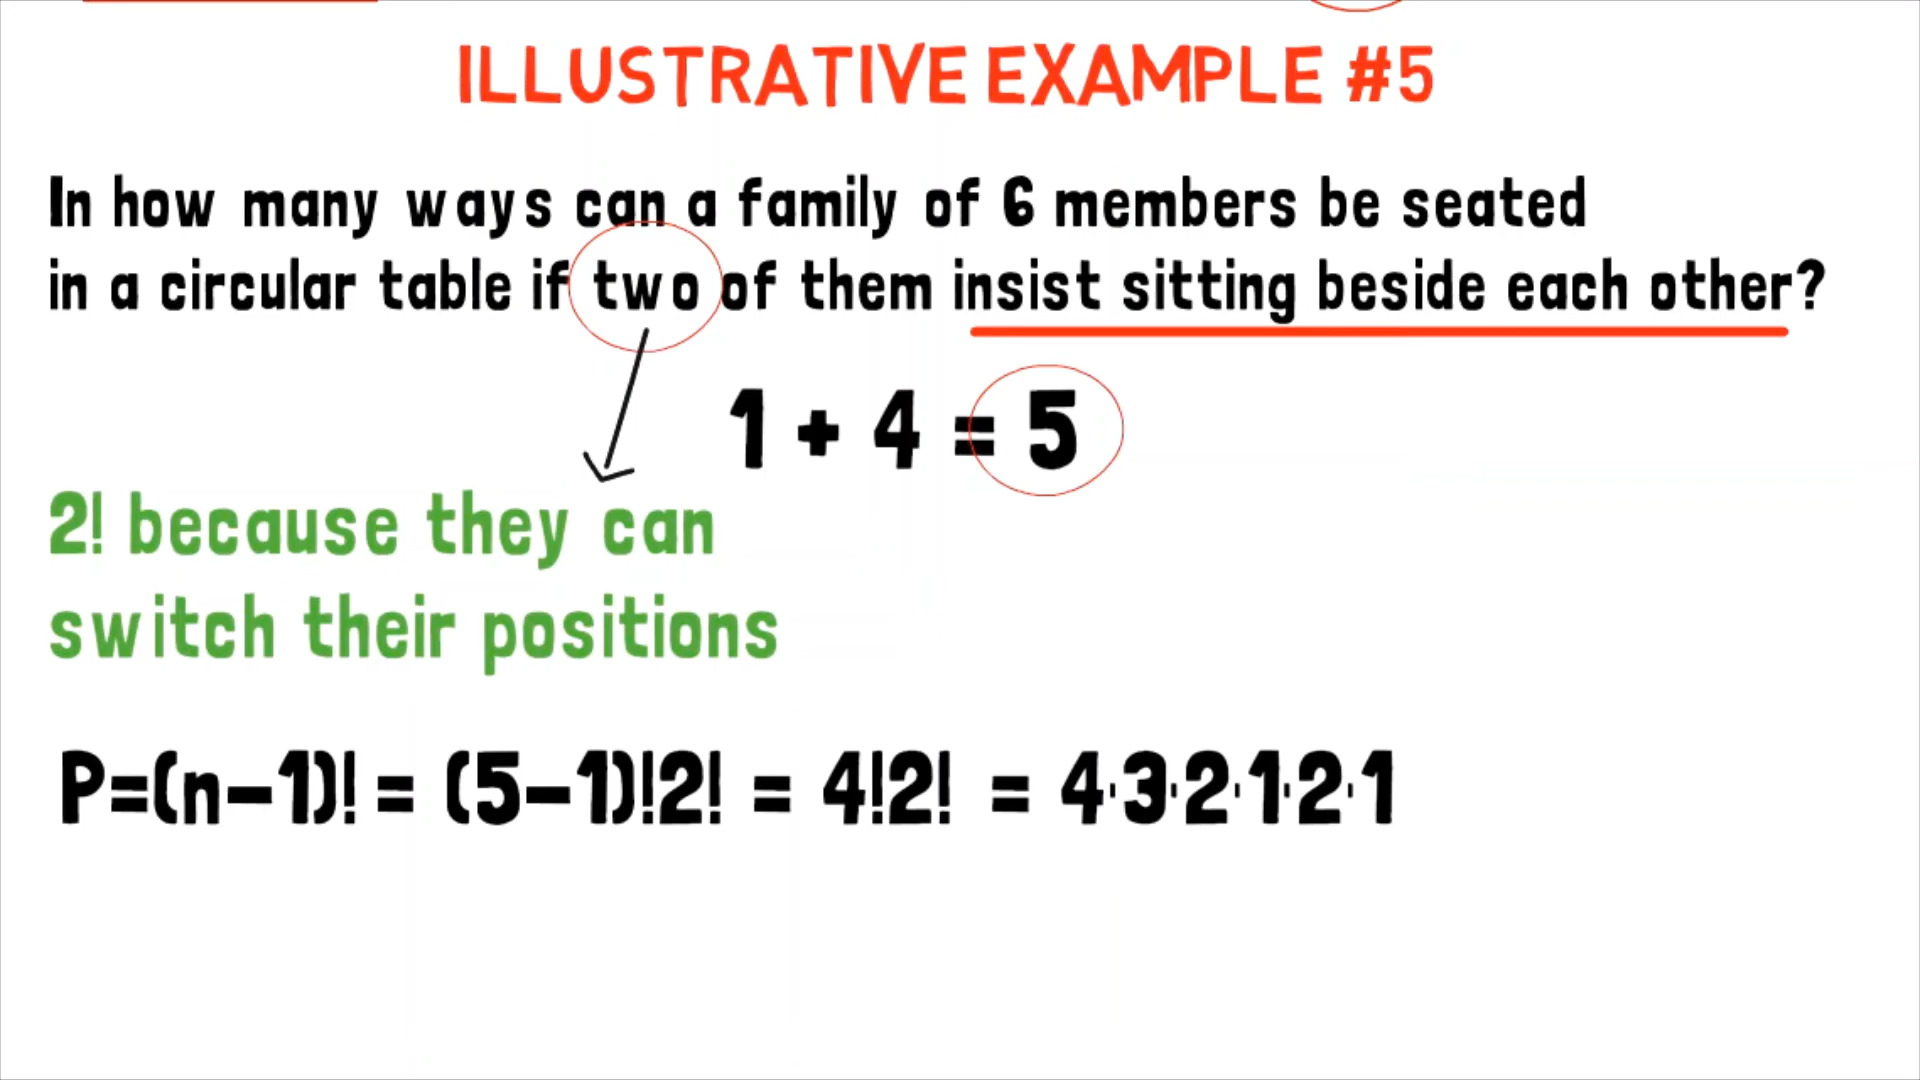 ILLUSTRATIVE EXAMPLE #5
In how many ways can a family of 6 members be seated
in a circular table if two of them insist sitting beside each other?
1 + 4 = 5
2! because they can
switch their positions
P=(n-1)! = (5-1)!2! = 4!2! = 4·3·2·1·2·1